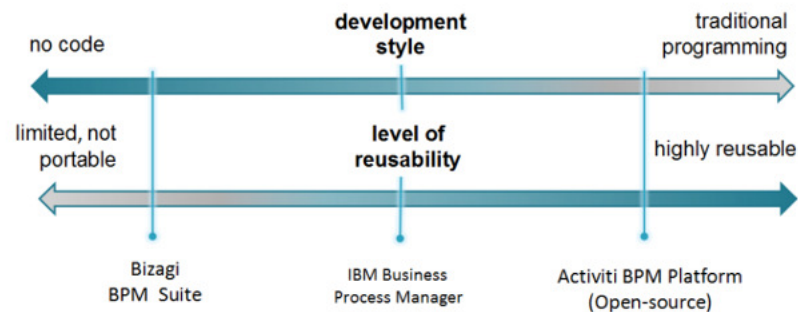 no code
development
style
traditional
programming
limited, not
portable
level of
reusability
highly reusable
Bizagi
BPM Suite
IBM Business
Process Manager
Activiti BPM Platform
(Open-source)